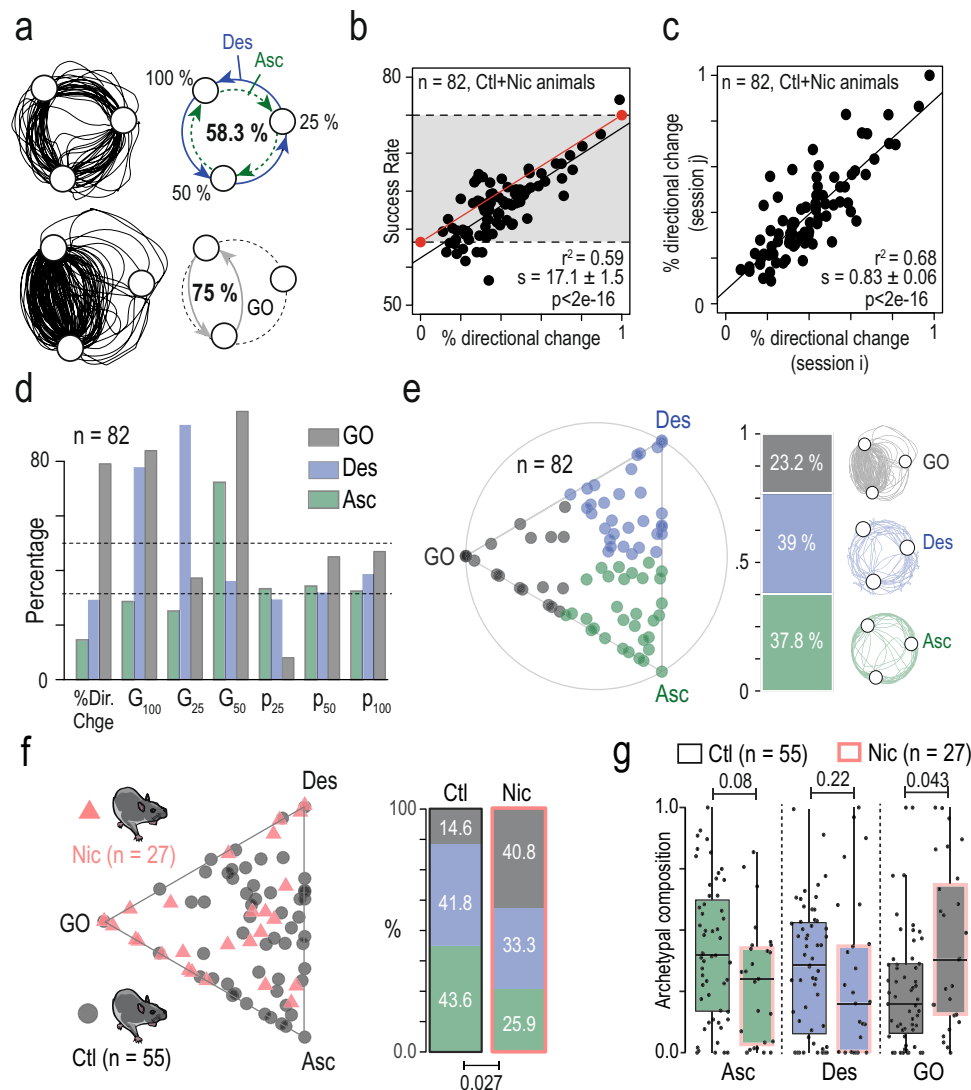 a
Des
Asc
100 %
25 %
58.3 %
50 %
75 %
GO
b
80
n = 82, Ctl+Nic animals
Success Rate
r² = 0.59
s = 17.1 ± 1.5
p<2e-16
50
0
1
% directional change
c
1
n = 82, Ctl+Nic animals
% directional change
(session j)
r² = 0.68
s = 0.83 ± 0.06
p<2e-16
0
0
1
% directional change
(session i)
d
n = 82
GO
Des
Asc
80
Percentage
0
%Dir.
Chge
G100
G25
G50
p25
p50
p100
e
Des
n = 82
GO
Asc
1
.5
0
23.2 %
39 %
37.8 %
GO
Des
Asc
f
Des
Nic (n = 27)
GO
Ctl (n = 55)
Asc
Ctl
Nic
100
%
0.0
14.6
41.8
43.6
40.8
33.3
25.9
0.027
g
Ctl (n = 55)
Nic (n = 27)
0.08
0.22
0.043
1.0
Archetypal composition
0.0
Asc
Des
GO